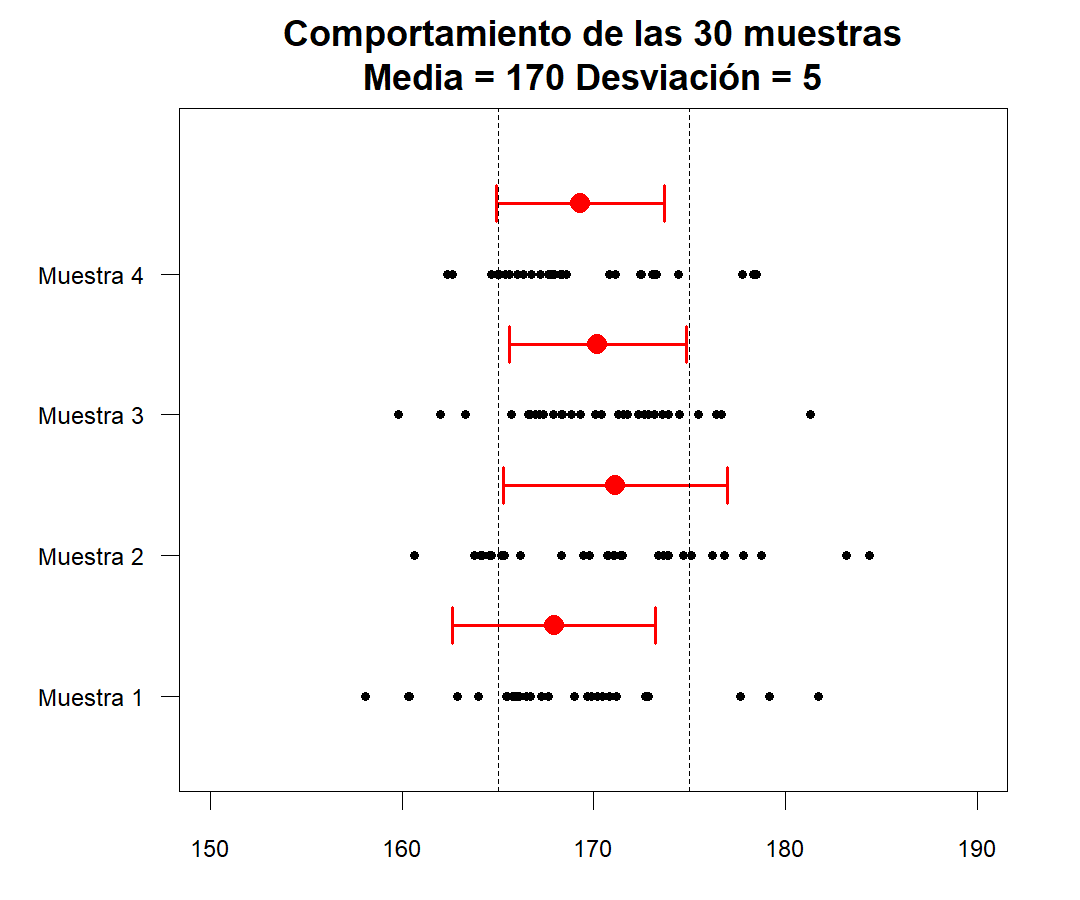 Comportamiento de las 30 muestras
Media = 170 Desviación = 5
Muestra 4
Muestra 3
Muestra 2
Muestra 1
150 160 170 180 190